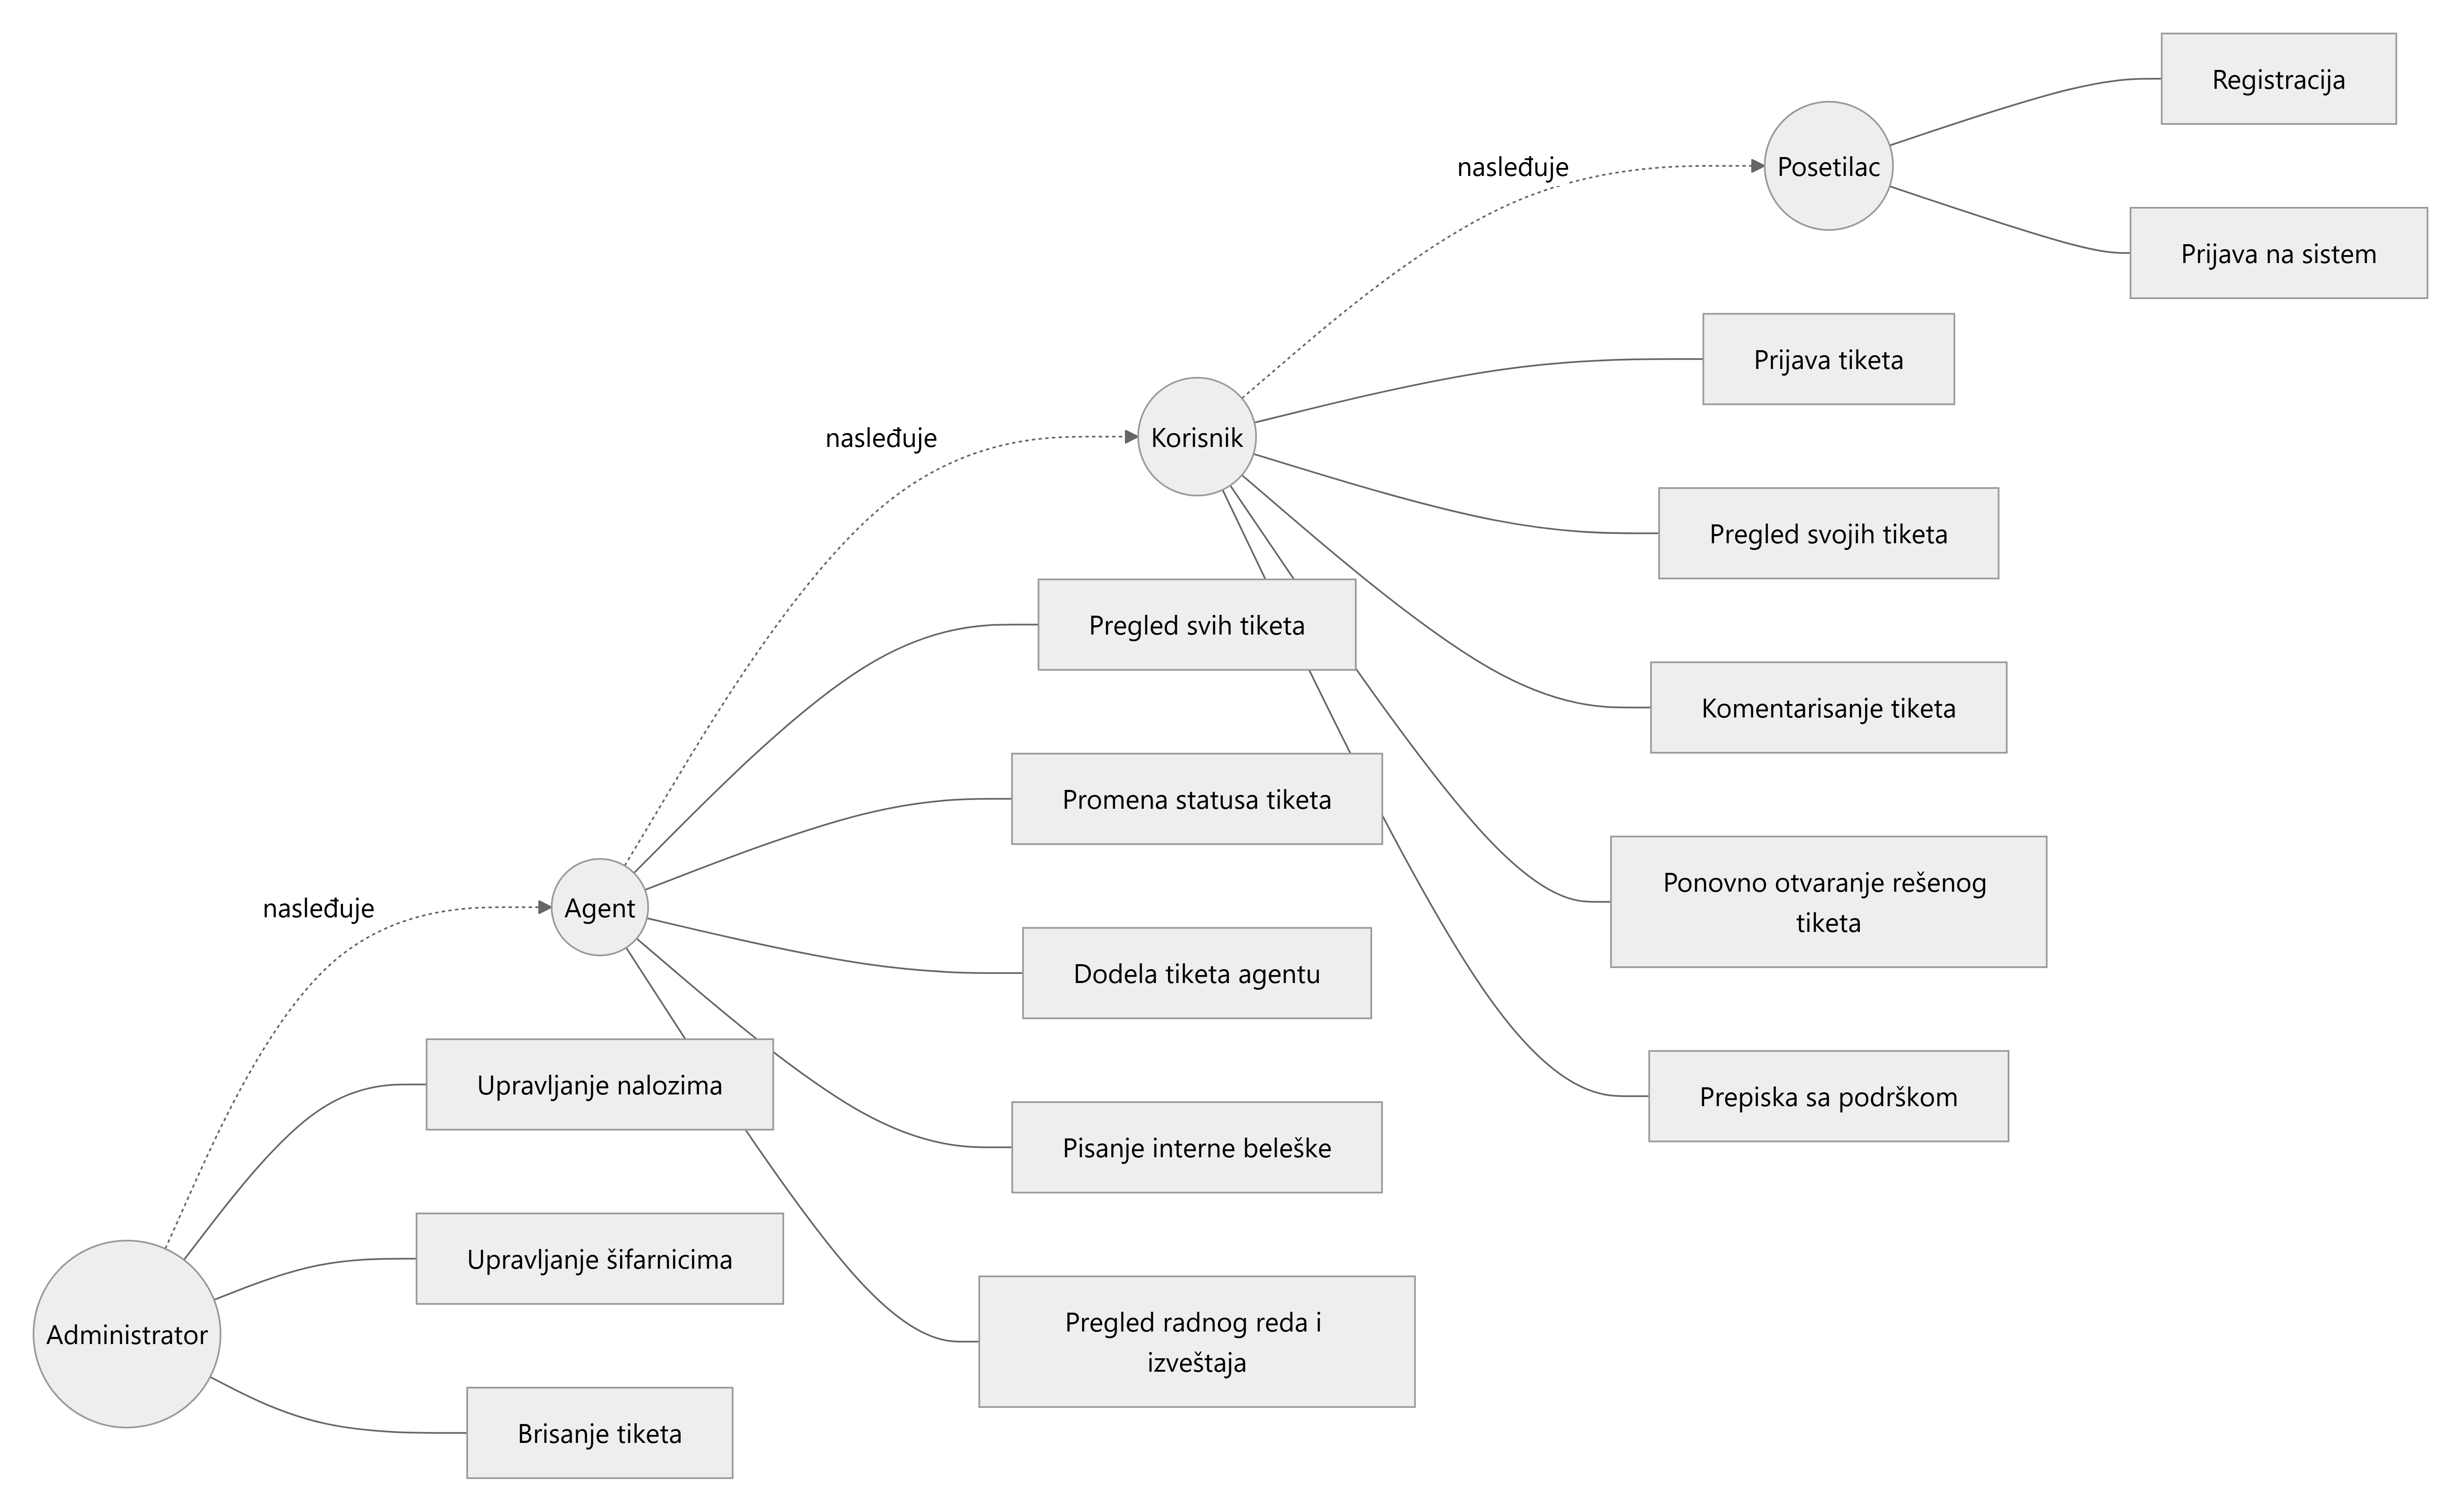 Registracija
nasleđuje
Posetilac
Prijava na sistem
Prijava tiketa
nasleđuje
Korisnik
Pregled svojih tiketa
Pregled svih tiketa
Komentarisanje tiketa
Promena statusa tiketa
Ponovno otvaranje rešenog
tiketa
nasleđuje
Agent
Dodela tiketa agentu
Upravljanje nalozima
Prepiska sa podrškom
Pisanje interne beleške
Upravljanje šifarnicima
Administrator
Pregled radnog reda i
izveštaja
Brisanje tiketa